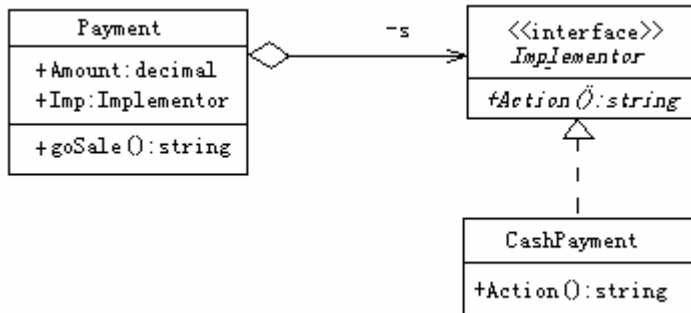 Payment
+Amount:decimal
+Imp:Implementor
+goSale():string
-s
<<interface>>
Implementor
+Action():string
CashPayment
+Action():string